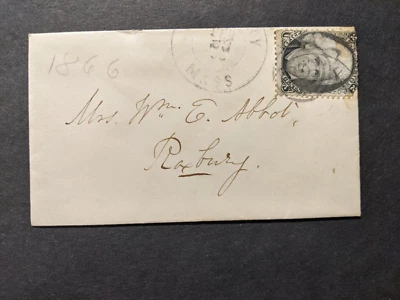 1866
MASS
Mrs. Wm. E. Abbot,
Roxbury.